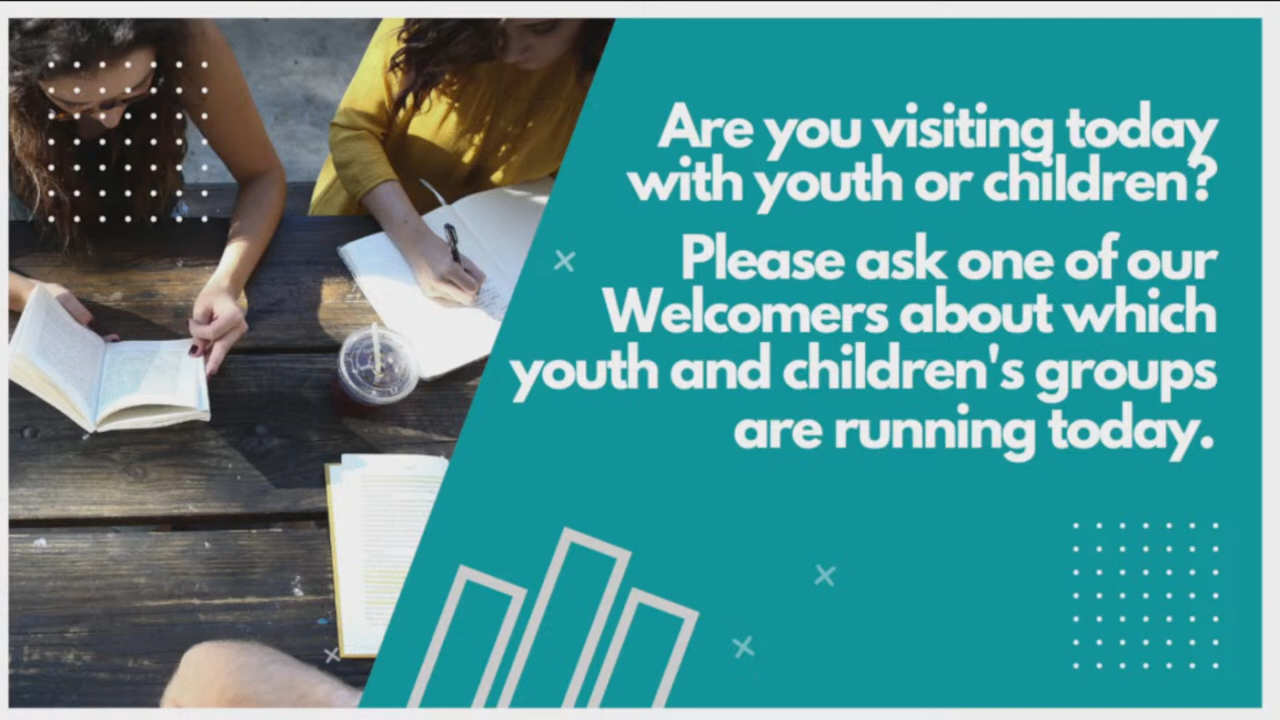 Are you visiting today
with youth or children?
Please ask one of our
Welcomers about which
youth and children's groups
are running today.